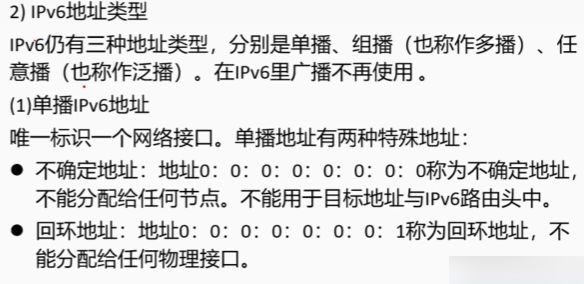 2) IPv6地址类型
IPv6仍有三种地址类型，分别是单播、组播（也称作多播）、任
意播（也称作泛播）。在IPv6里广播不再使用 。
(1)单播IPv6地址
唯一标识一个网络接口。单播地址有两种特殊地址：
● 不确定地址：地址0：0：0：0：0：0：0：0称为不确定地址，
不能分配给任何节点。不能用于目标地址与IPv6路由头中。
● 回环地址：地址0：0：0：0：0：0：0：1称为回环地址，不
能分配给任何物理接口。